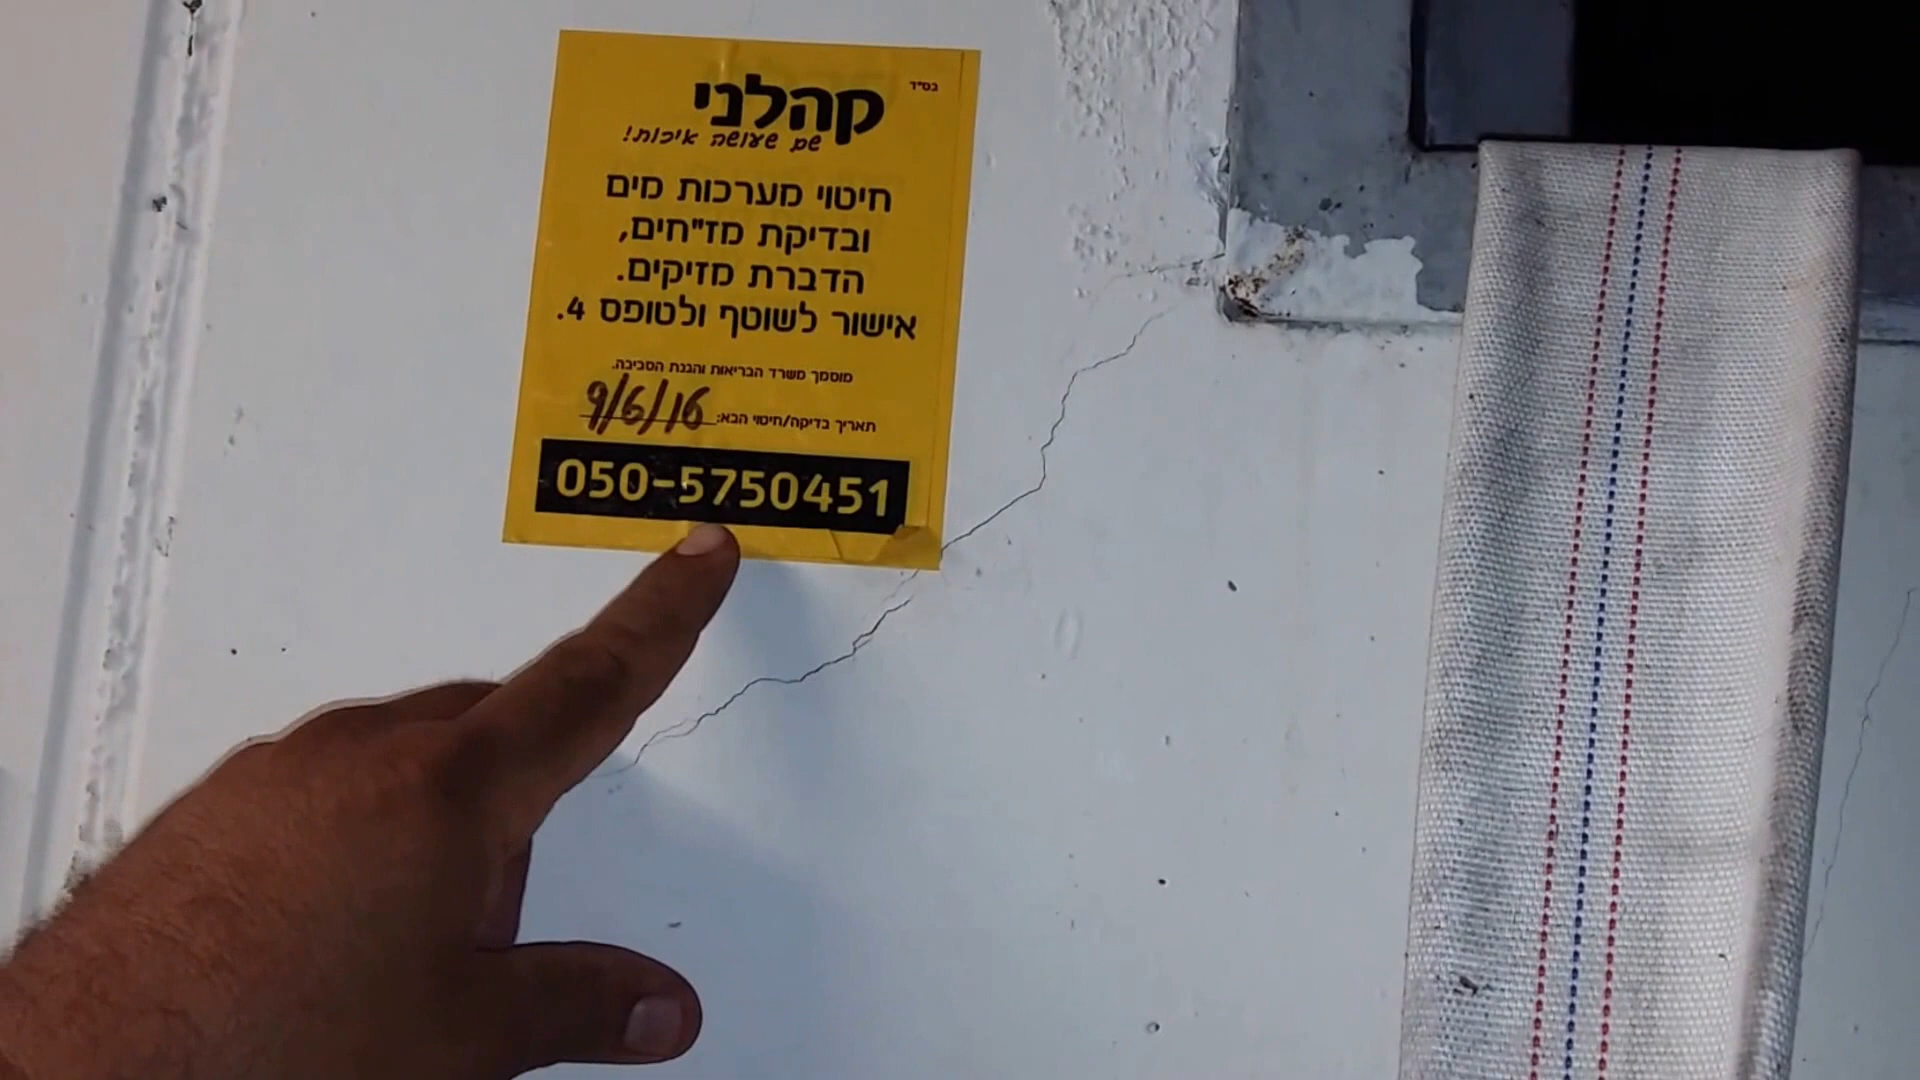 בס"ד
קהלני
שם שעושה איכות!
חיטוי מערכות מים
ובדיקת מז"חים,
הדברת מזיקים.
אישור לשוטף ולטופס 4.
מוסמך משרד הבריאות והגנת הסביבה.
תאריך בדיקה/חיטוי הבא: 9/6/16
050-5750451